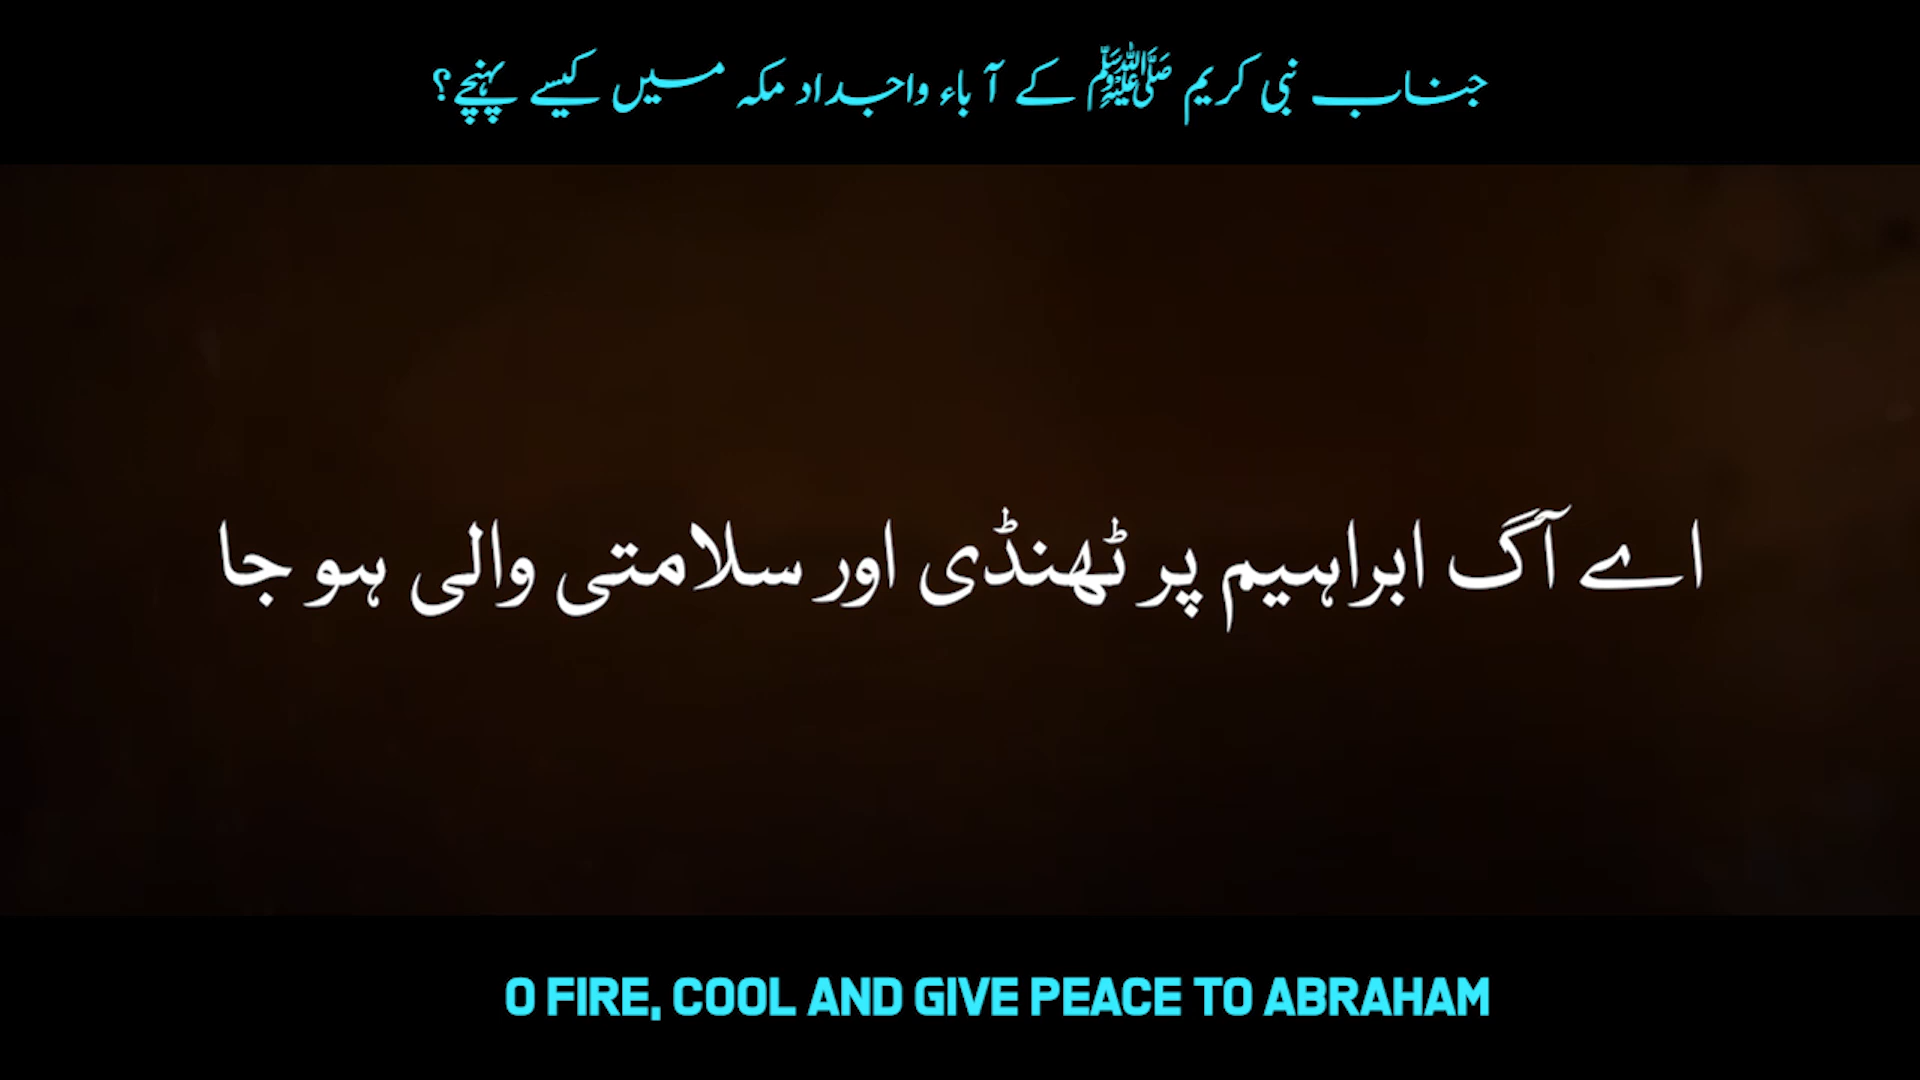 جناب نبی کریم ﷺ کے آباء واجداد مکہ میں کیسے پہنچے؟
اے آگ ابراہیم پر ٹھنڈی اور سلامتی والی ہو جا
O FIRE, COOL AND GIVE PEACE TO ABRAHAM